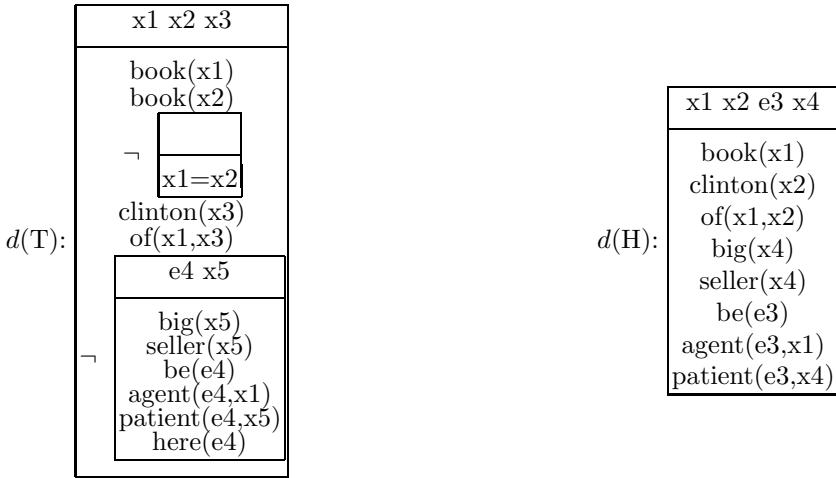 d(T):
x1 x2 x3
book(x1)
book(x2)
¬
x1=x2
clinton(x3)
of(x1,x3)
¬
e4 x5
big(x5)
seller(x5)
be(e4)
agent(e4,x1)
patient(e4,x5)
here(e4)
d(H):
x1 x2 e3 x4
book(x1)
clinton(x2)
of(x1,x2)
big(x4)
seller(x4)
be(e3)
agent(e3,x1)
patient(e3,x4)